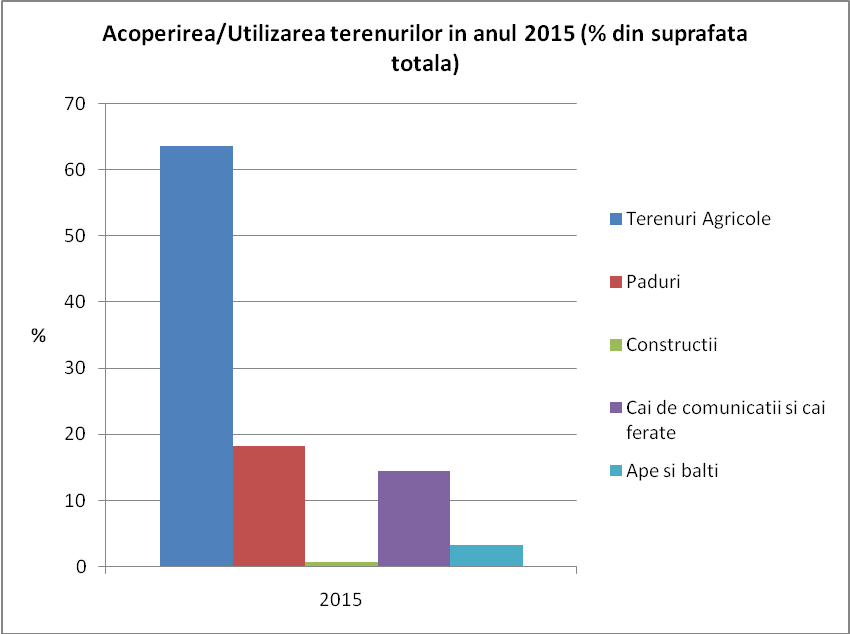 Acoperirea/Utilizarea terenurilor in anul 2015 (% din suprafata
totala)
70
60
50
40
30
20
10
0
%
2015
Terenuri Agricole
Paduri
Constructii
Cai de comunicatii si cai
ferate
Ape si balti